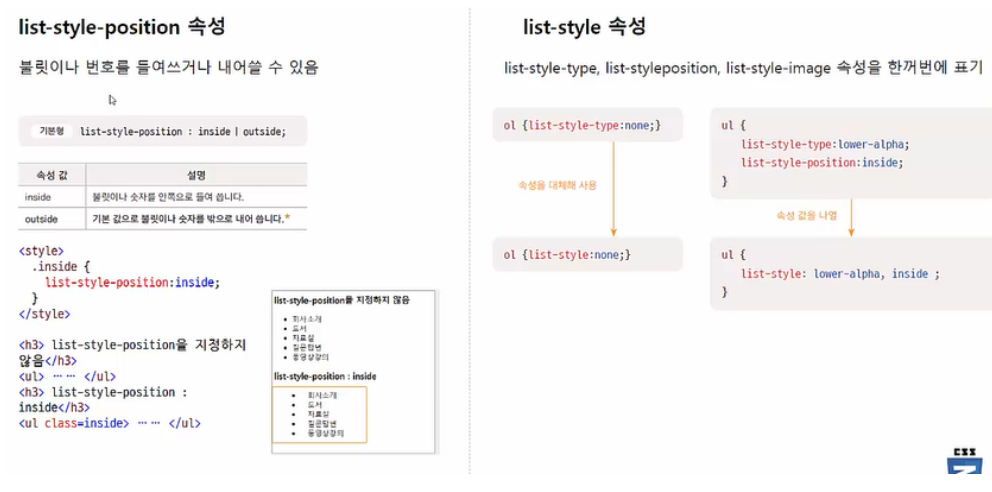 list-style-position 속성
불릿이나 번호를 들여쓰거나 내어쓸 수 있음
기본형 list-style-position : inside | outside;
속성 값 설명
inside 불릿이나 숫자를 안쪽으로 들여 씁니다.
outside 기본 값으로 불릿이나 숫자를 밖으로 내어 씁니다.*
<style>
.inside {
list-style-position:inside;
}
</style>
<h3> list-style-position을 지정하지
않음</h3>
<ul> …… </ul>
<h3> list-style-position :
inside</h3>
<ul class=inside> …… </ul>
list-style-position을 지정하지 않음
• 회사소개
• 도서
• 자료실
• 질문답변
• 동영상강의
list-style-position : inside
• 회사소개
• 도서
• 자료실
• 질문답변
• 동영상강의
list-style 속성
list-style-type, list-styleposition, list-style-image 속성을 한꺼번에 표기
ol {list-style-type:none;}
속성을 대체해 사용
ol {list-style:none;}
ul {
list-style-type:lower-alpha;
list-style-position:inside;
}
속성 값을 나열
ul {
list-style: lower-alpha, inside ;
}
CSS